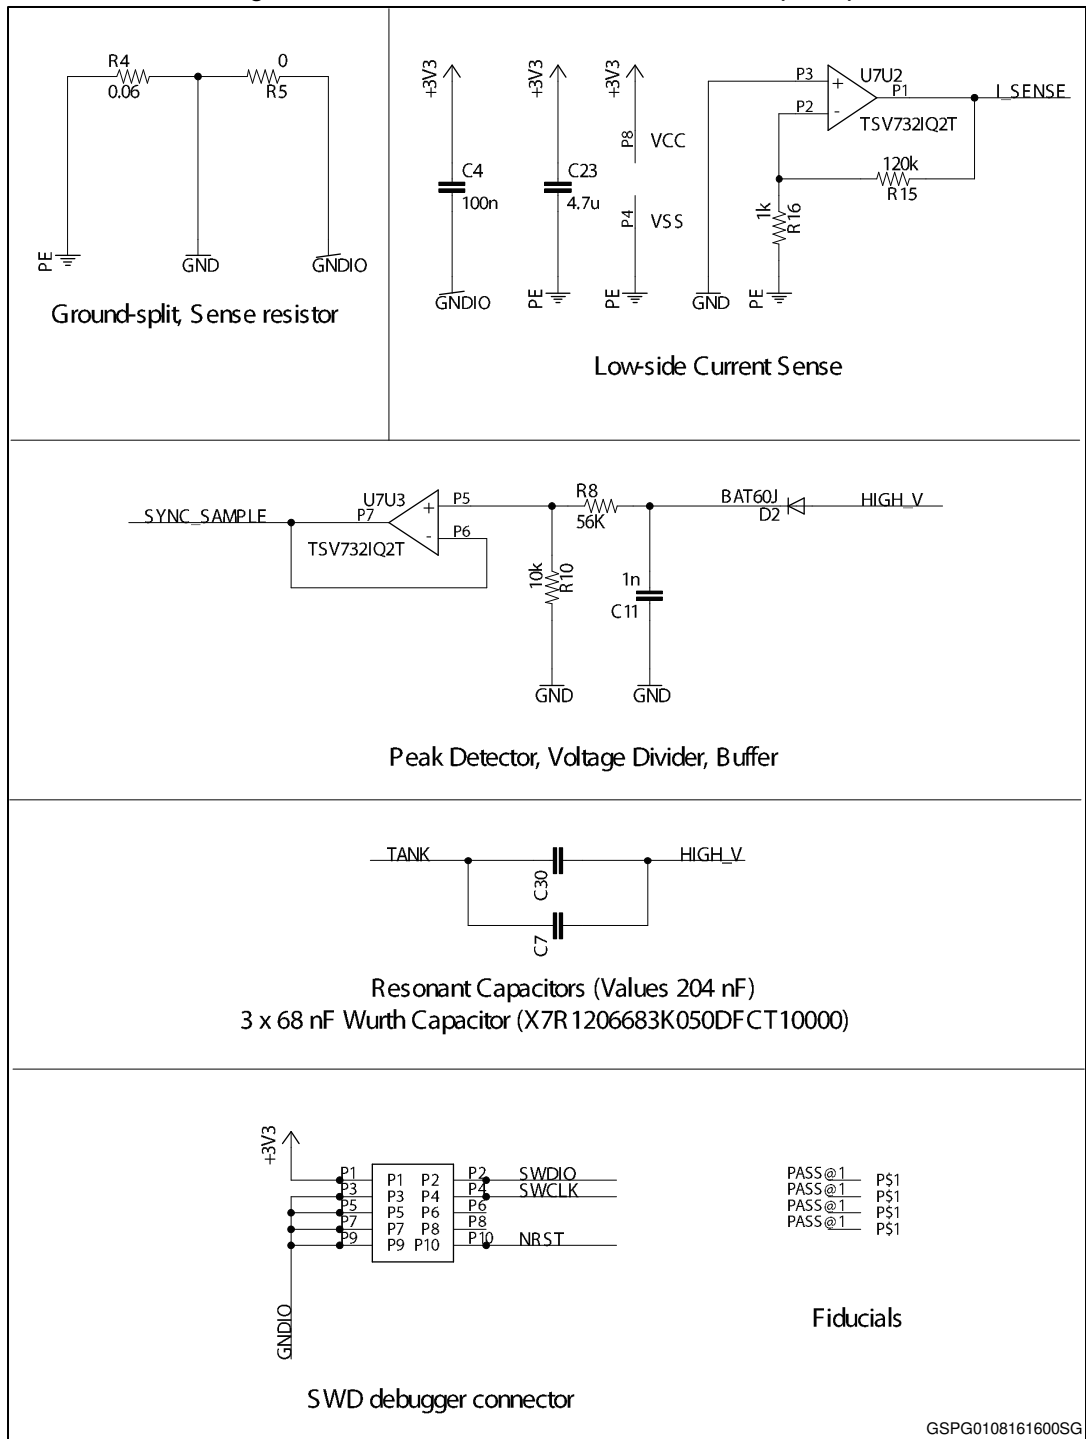 R4
0.06
0
R5
PE
GND
GNDIO
Ground-split, Sense resistor
+3V3
C4
100n
GNDIO
+3V3
C23
4.7u
PE
+3V3
P8
VCC
P4
VSS
PE
P3
P2
+
-
U7U2
P1
TSV732IQ2T
I_SENSE
120k
R15
1k
R16
GND
PE
Low-side Current Sense
SYNC_SAMPLE
U7U3
P7
TSV732IQ2T
+
-
P5
P6
R8
56K
BAT60J
D2
HIGH_V
10k
R10
1n
C11
GND
GND
Peak Detector, Voltage Divider, Buffer
TANK
C30
HIGH_V
C7
Resonant Capacitors (Values 204 nF)
3 x 68 nF Wurth Capacitor (X7R1206683K050DFCT10000)
+3V3
P1 P1 P2 P2 SWDIO
P3 P3 P4 P4 SWCLK
P5 P5 P6 P6
P7 P7 P8 P8
P9 P9 P10 P10 NRST
GNDIO
SWD debugger connector
PASS@1 P$1
PASS@1 P$1
PASS@1 P$1
PASS@1 P$1
Fiducials
GSPG0108161600SG